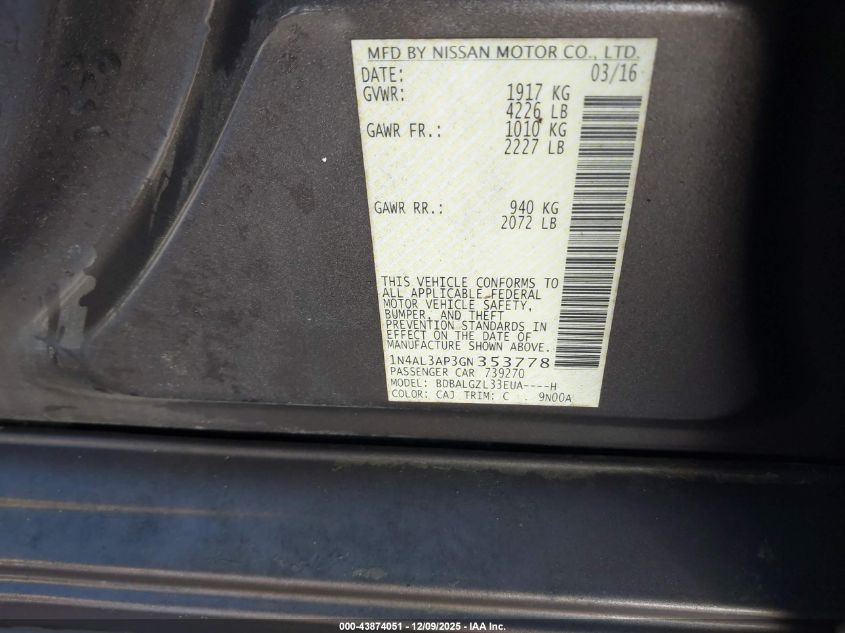 MFD BY NISSAN MOTOR CO., LTD.
DATE: 03/16
GVWR: 1917 KG
4226 LB
GAWR FR.: 1010 KG
2227 LB
GAWR RR.: 940 KG
2072 LB
THIS VEHICLE CONFORMS TO
ALL APPLICABLE FEDERAL
MOTOR VEHICLE SAFETY,
BUMPER, AND THEFT
PREVENTION STANDARDS IN
EFFECT ON THE DATE OF
MANUFACTURE SHOWN ABOVE.
1N4AL3AP3GN353778
PASSENGER CAR 739270
MODEL: BDBALGZL33EUA----H
COLOR: CAJ TRIM: C 9N00A
000-43874051 - 12/09/2025 - IAA Inc.